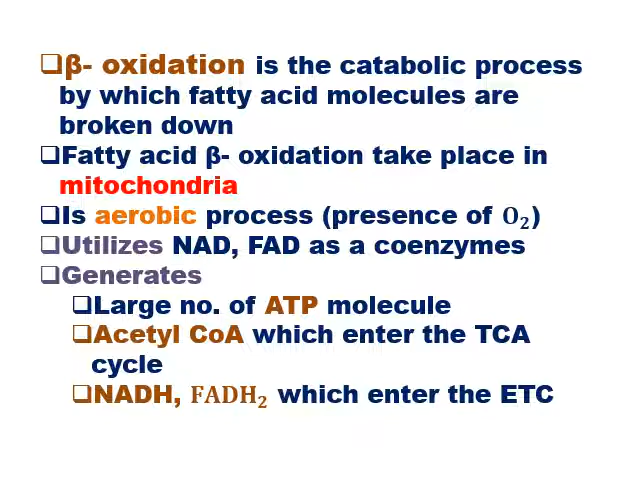 ❑β- oxidation is the catabolic process
by which fatty acid molecules are
broken down
❑Fatty acid β- oxidation take place in
mitochondria
❑Is aerobic process (presence of O₂)
❑Utilizes NAD, FAD as a coenzymes
❑Generates
❑Large no. of ATP molecule
❑Acetyl CoA which enter the TCA
cycle
❑NADH, FADH₂ which enter the ETC